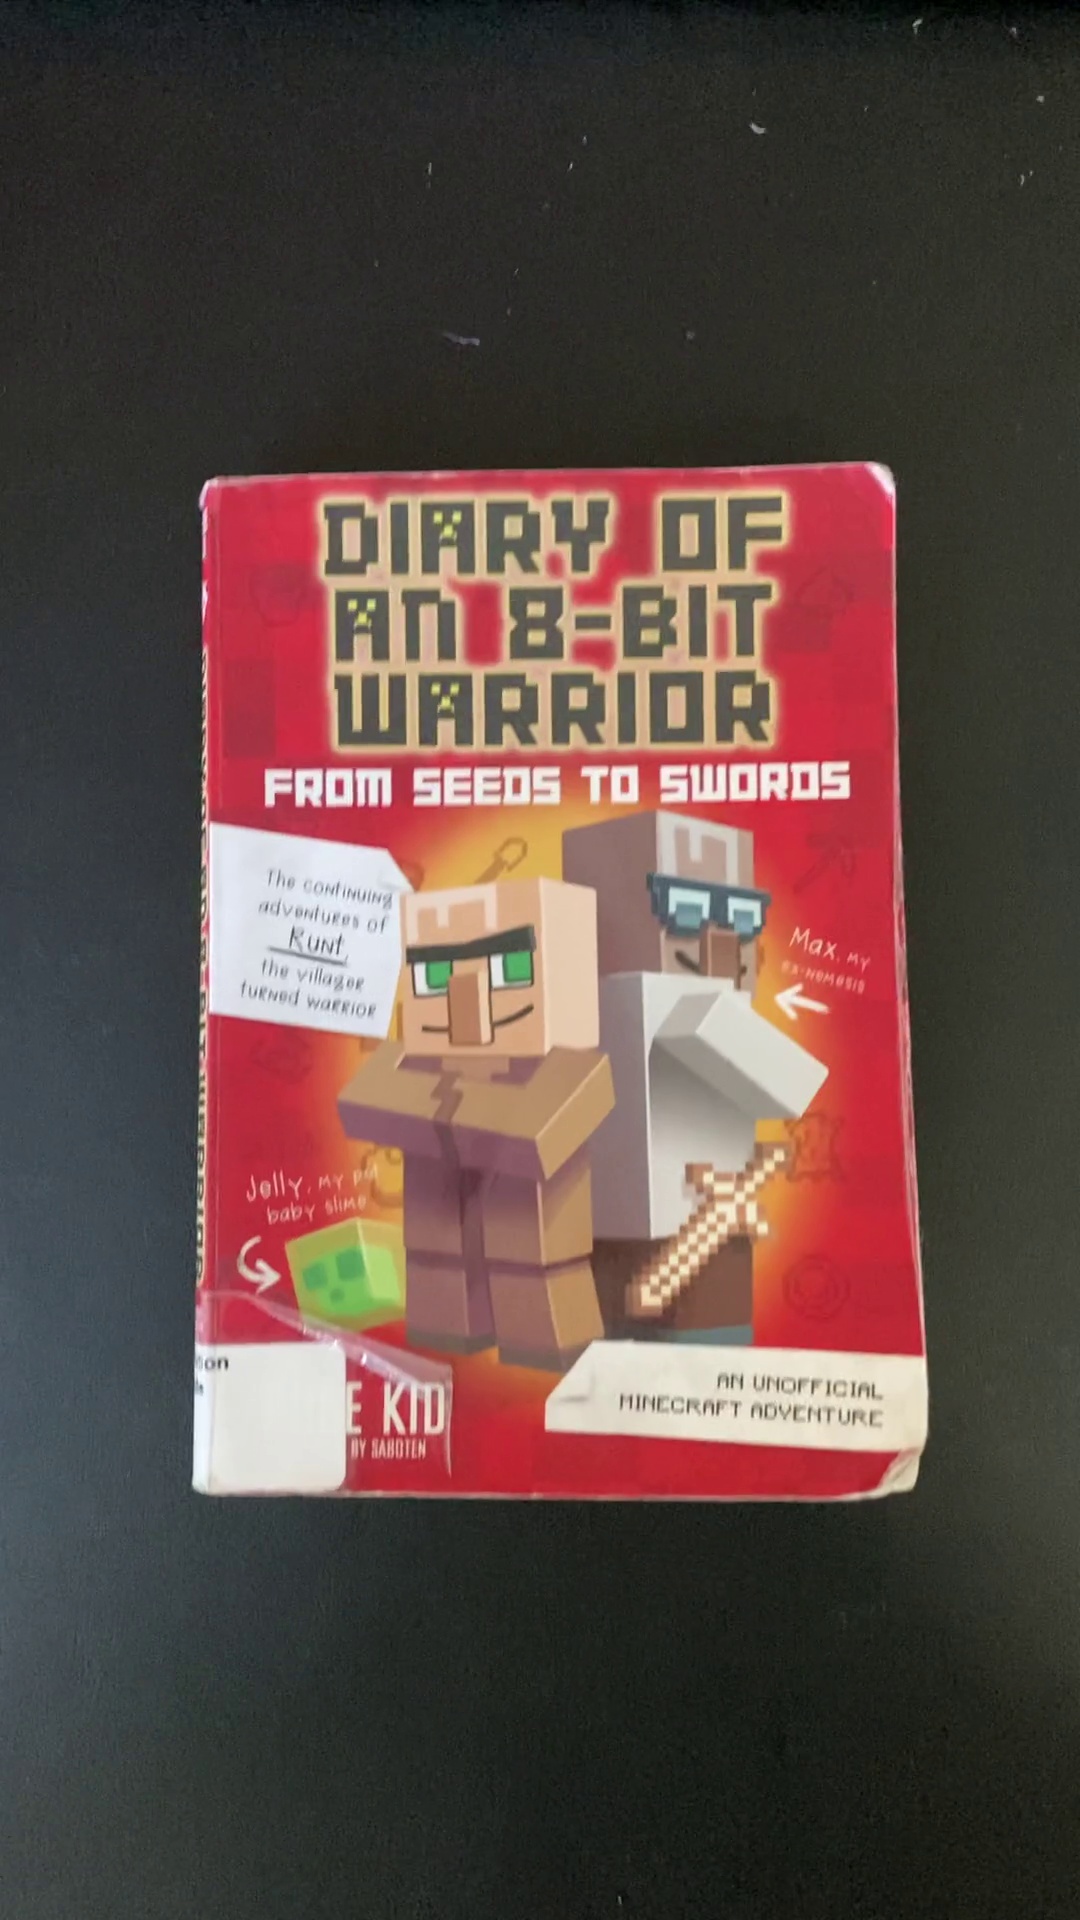 DIARY OF
AN 8-BIT
WARRIOR
FROM SEEDS TO SWORDS
The continuing
adventures of
Runt,
the villager
turned warrior
Max, my
ex-nemesis
Jelly, my pet
baby slime
E KID
BY SABOTEN
AN UNOFFICIAL
MINECRAFT ADVENTURE